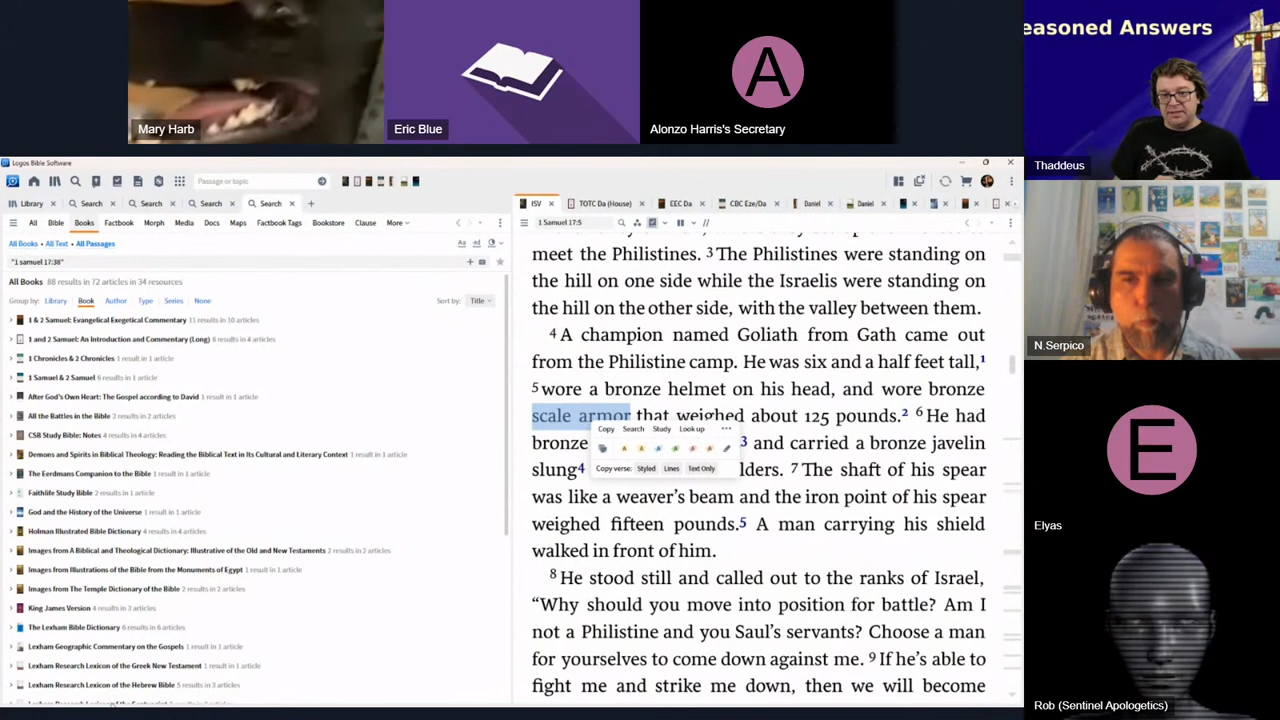 Mary Harb
Eric Blue
A
Alonzo Harris's Secretary
easoned Answers
Thaddeus
N.Serpico
E
Elyas
Rob (Sentinel Apologetics)
Logos Bible Software
Passage or topic
Library
Search
Search
Search
Search
All
Bible
Books
Factbook
Morph
Media
Docs
Maps
Factbook Tags
Bookstore
Clause
More
All Books • All Text • All Passages
"1 samuel 17:38"
All Books 88 results in 72 articles in 34 resources
Group by: Library Book Author Type Series None
Sort by: Title
1 & 2 Samuel: Evangelical Exegetical Commentary 11 results in 10 articles
1 and 2 Samuel: An Introduction and Commentary (Long) 6 results in 4 articles
1 Chronicles & 2 Chronicles 1 result in 1 article
1 Samuel & 2 Samuel 6 results in 1 article
After God's Own Heart: The Gospel according to David 1 result in 1 article
All the Battles in the Bible 2 results in 1 article
CSB Study Bible: Notes 4 results in 4 articles
Demons and Spirits in Biblical Theology: Reading the Biblical Text in Its Cultural and Literary Context 1 result in 1 article
The Eerdmans Companion to the Bible 1 result in 1 article
Faithlife Study Bible 2 results in 1 article
God and the History of the Universe 1 result in 1 article
Holman Illustrated Bible Dictionary 4 results in 4 articles
Images from A Biblical and Theological Dictionary: Illustrative of the Old and New Testaments 2 results in 2 articles
Images from Illustrations of the Bible from the Monuments of Egypt 1 result in 1 article
Images from The Temple Dictionary of the Bible 2 results in 2 articles
King James Version 4 results in 3 articles
The Lexham Bible Dictionary 6 results in 6 articles
Lexham Geographic Commentary on the Gospels 1 result in 1 article
Lexham Research Lexicon of the Greek New Testament 1 result in 1 article
Lexham Research Lexicon of the Hebrew Bible 5 results in 3 articles
ISV
TOTC Da (House)
EEC Da
CBC Eze/Da
Daniel
Daniel
1 Samuel 17:5
meet the Philistines. 3 The Philistines were standing on
the hill on one side while the Israelis were standing on
the hill on the other side, with the valley between them.
4 A champion named Goliath from Gath came out
from the Philistine camp. He was six and a half feet tall,1
5 wore a bronze helmet on his head, and wore bronze
scale armor that weighed about 125 pounds.2 6 He had
bronze 3 and carried a bronze javelin
slung4 lders. 7 The shaft of his spear
was like a weaver's beam and the iron point of his spear
weighed fifteen pounds.5 A man carrying his shield
walked in front of him.
8 He stood still and called out to the ranks of Israel,
“Why should you move into position for battle? Am I
not a Philistine and you Saul's servants? Choose a man
for yourselves to come down against me. 9 If he's able to
fight me and strike me down, then we will become
Copy Search Study Look up
Copy verse: Styled Lines Text Only